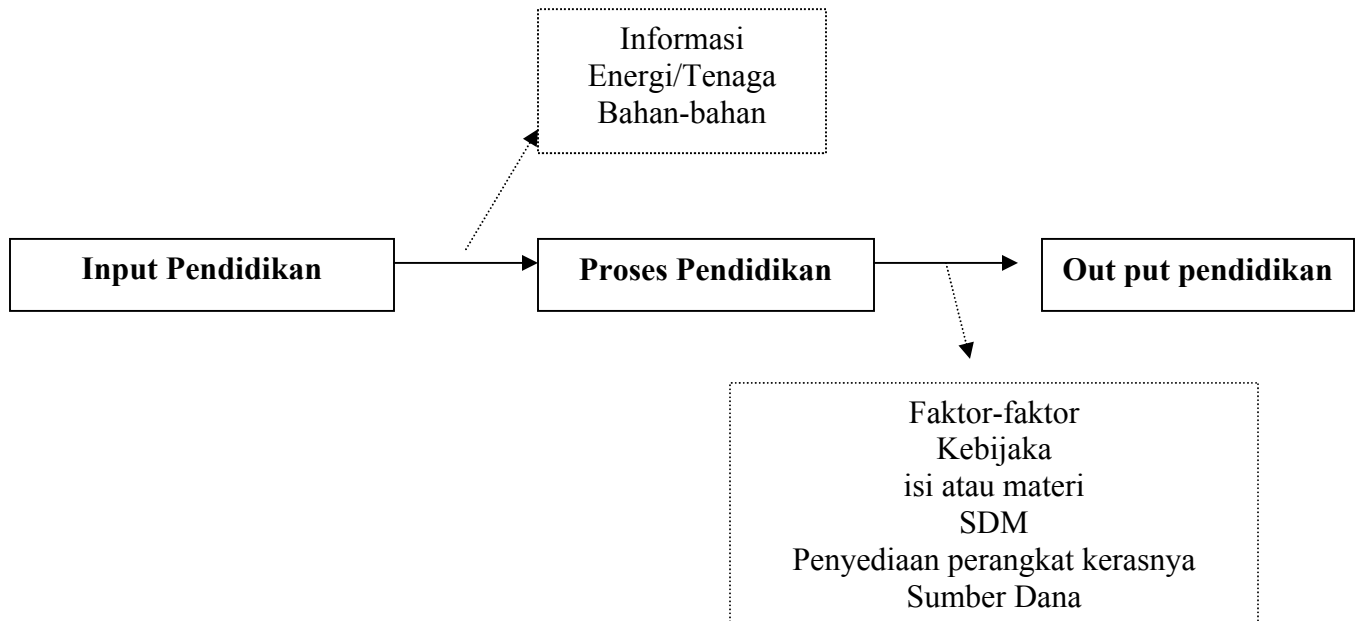 Informasi
Energi/Tenaga
Bahan-bahan
Input Pendidikan
Proses Pendidikan
Out put pendidikan
Faktor-faktor
Kebijaka
isi atau materi
SDM
Penyediaan perangkat kerasnya
Sumber Dana